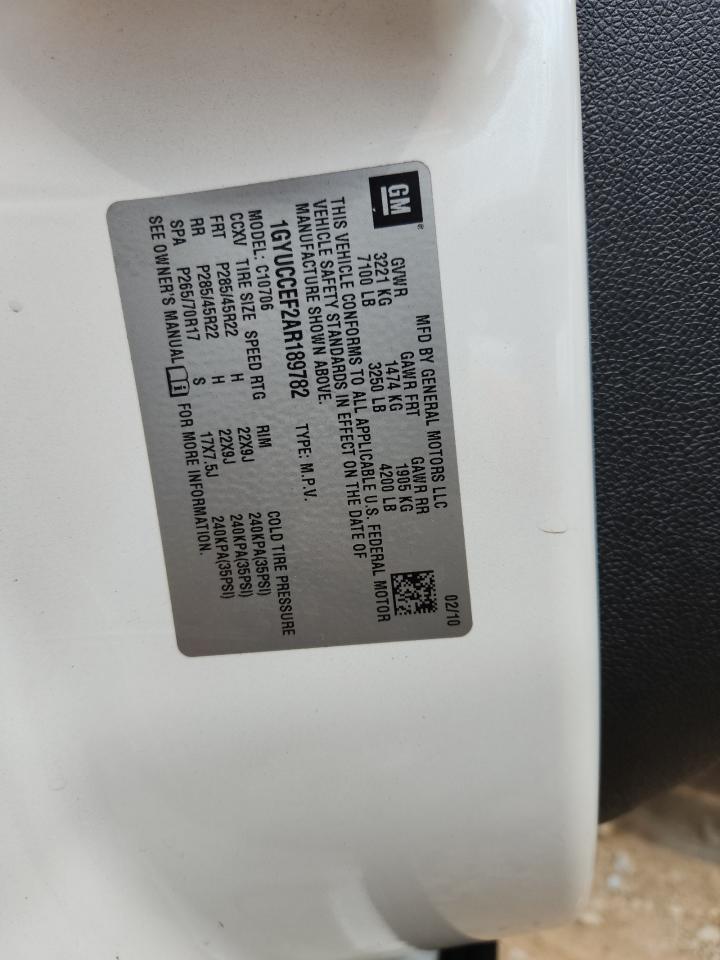 GM ®
MFD BY GENERAL MOTORS LLC 02/10
GVWR GAWR FRT GAWR RR
3221 KG 1474 KG 1905 KG
7100 LB 3250 LB 4200 LB
THIS VEHICLE CONFORMS TO ALL APPLICABLE U.S. FEDERAL MOTOR
VEHICLE SAFETY STANDARDS IN EFFECT ON THE DATE OF
MANUFACTURE SHOWN ABOVE.
1GYUCCEF2AR189782 TYPE: M.P.V.
MODEL: C10706
CCXV TIRE SIZE SPEED RTG RIM COLD TIRE PRESSURE
FRT P285/45R22 H 22X9J 240KPA(35PSI)
RR P285/45R22 H 22X9J 240KPA(35PSI)
SPA P265/70R17 S 17X7.5J 240KPA(35PSI)
SEE OWNER'S MANUAL FOR MORE INFORMATION.